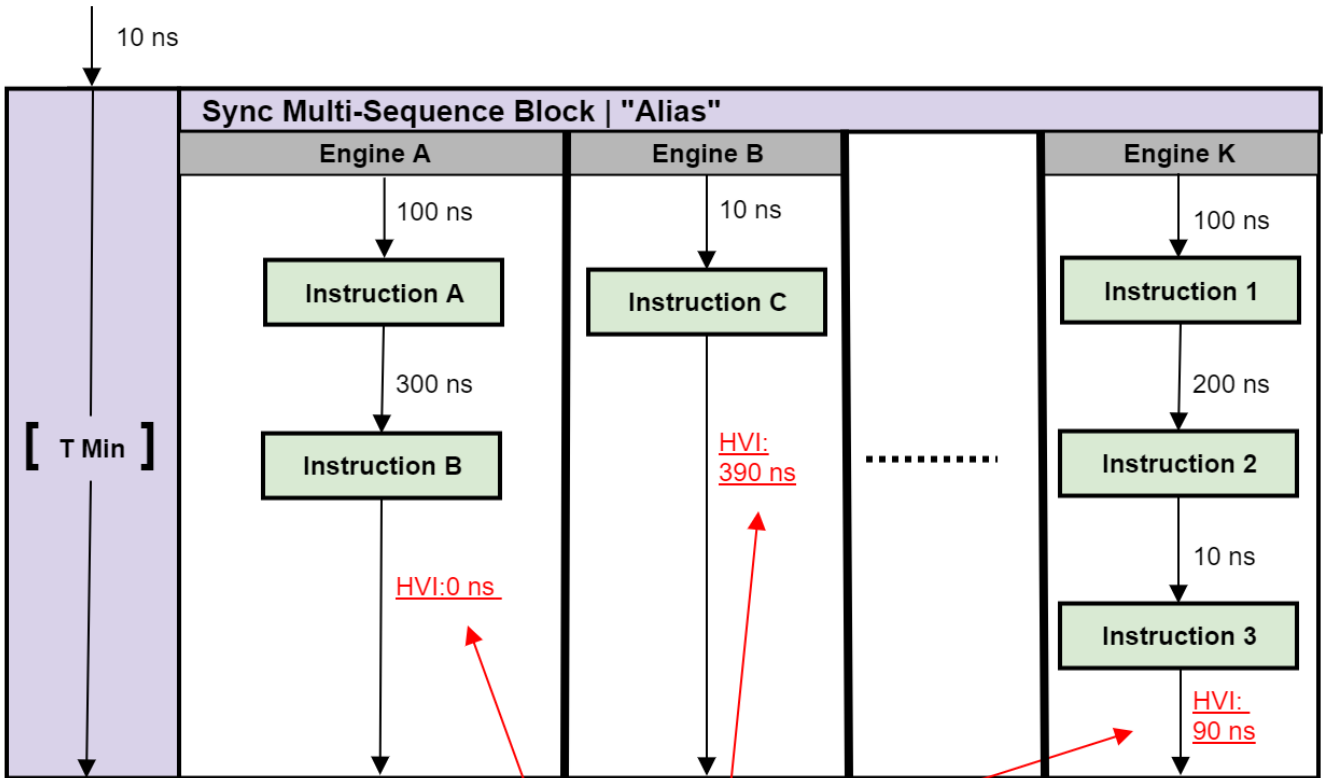 10 ns
Sync Multi-Sequence Block | "Alias"
Engine A
Engine B
Engine K
100 ns
10 ns
100 ns
Instruction A
Instruction C
Instruction 1
300 ns
200 ns
[ T Min ]
Instruction B
HVI:
390 ns
Instruction 2
10 ns
HVI:0 ns
Instruction 3
HVI:
90 ns